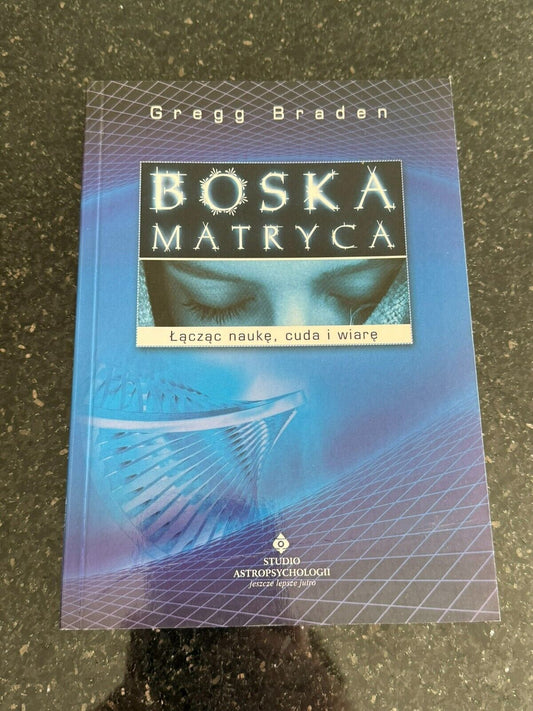 Gregg Braden
BOSKA
MATRYCA
Łącząc naukę, cuda i wiarę
STUDIO
ASTROPSYCHOLOGII
jeszcze lepsze jutro